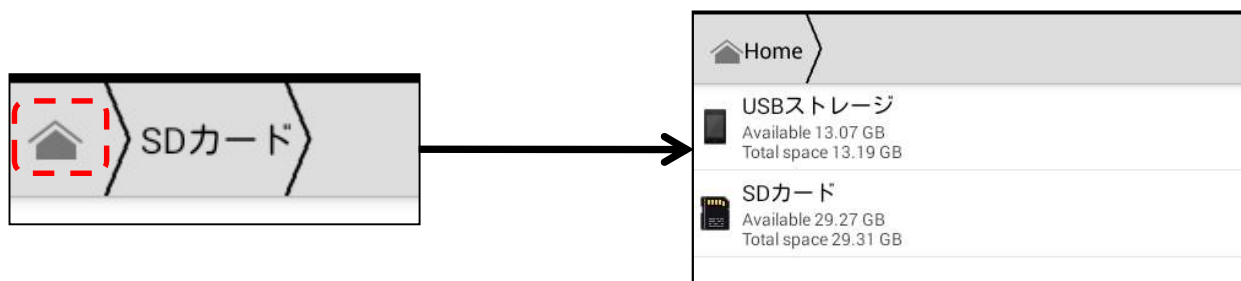 SDカード
Home
USBストレージ
Available 13.07 GB
Total space 13.19 GB
SDカード
Available 29.27 GB
Total space 29.31 GB